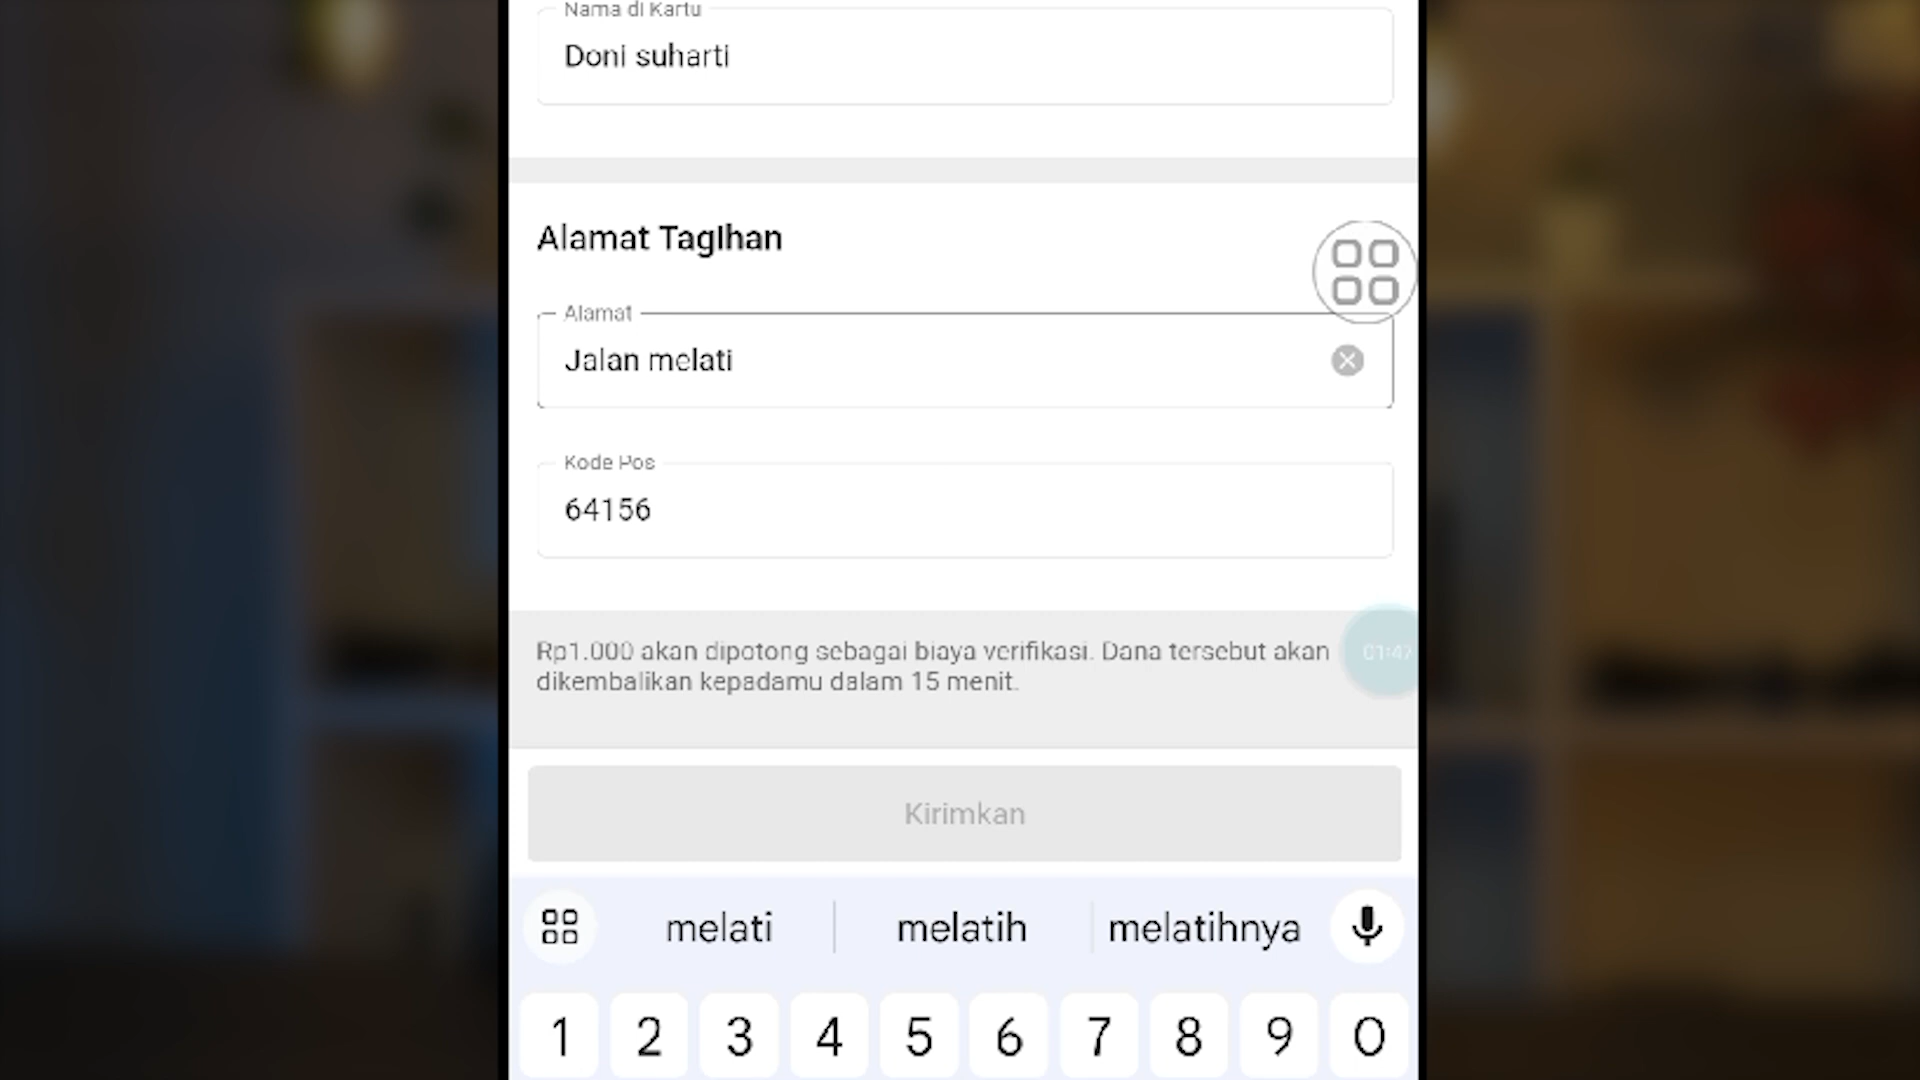 Nama di Kartu
Doni suharti
Alamat TagIhan
Alamat
Jalan melati
Kode Pos
64156
Rp1.000 akan dipotong sebagai biaya verifikasi. Dana tersebut akan
dikembalikan kepadamu dalam 15 menit.
01:47
Kirimkan
melati melatih melatihnya
1 2 3 4 5 6 7 8 9 0